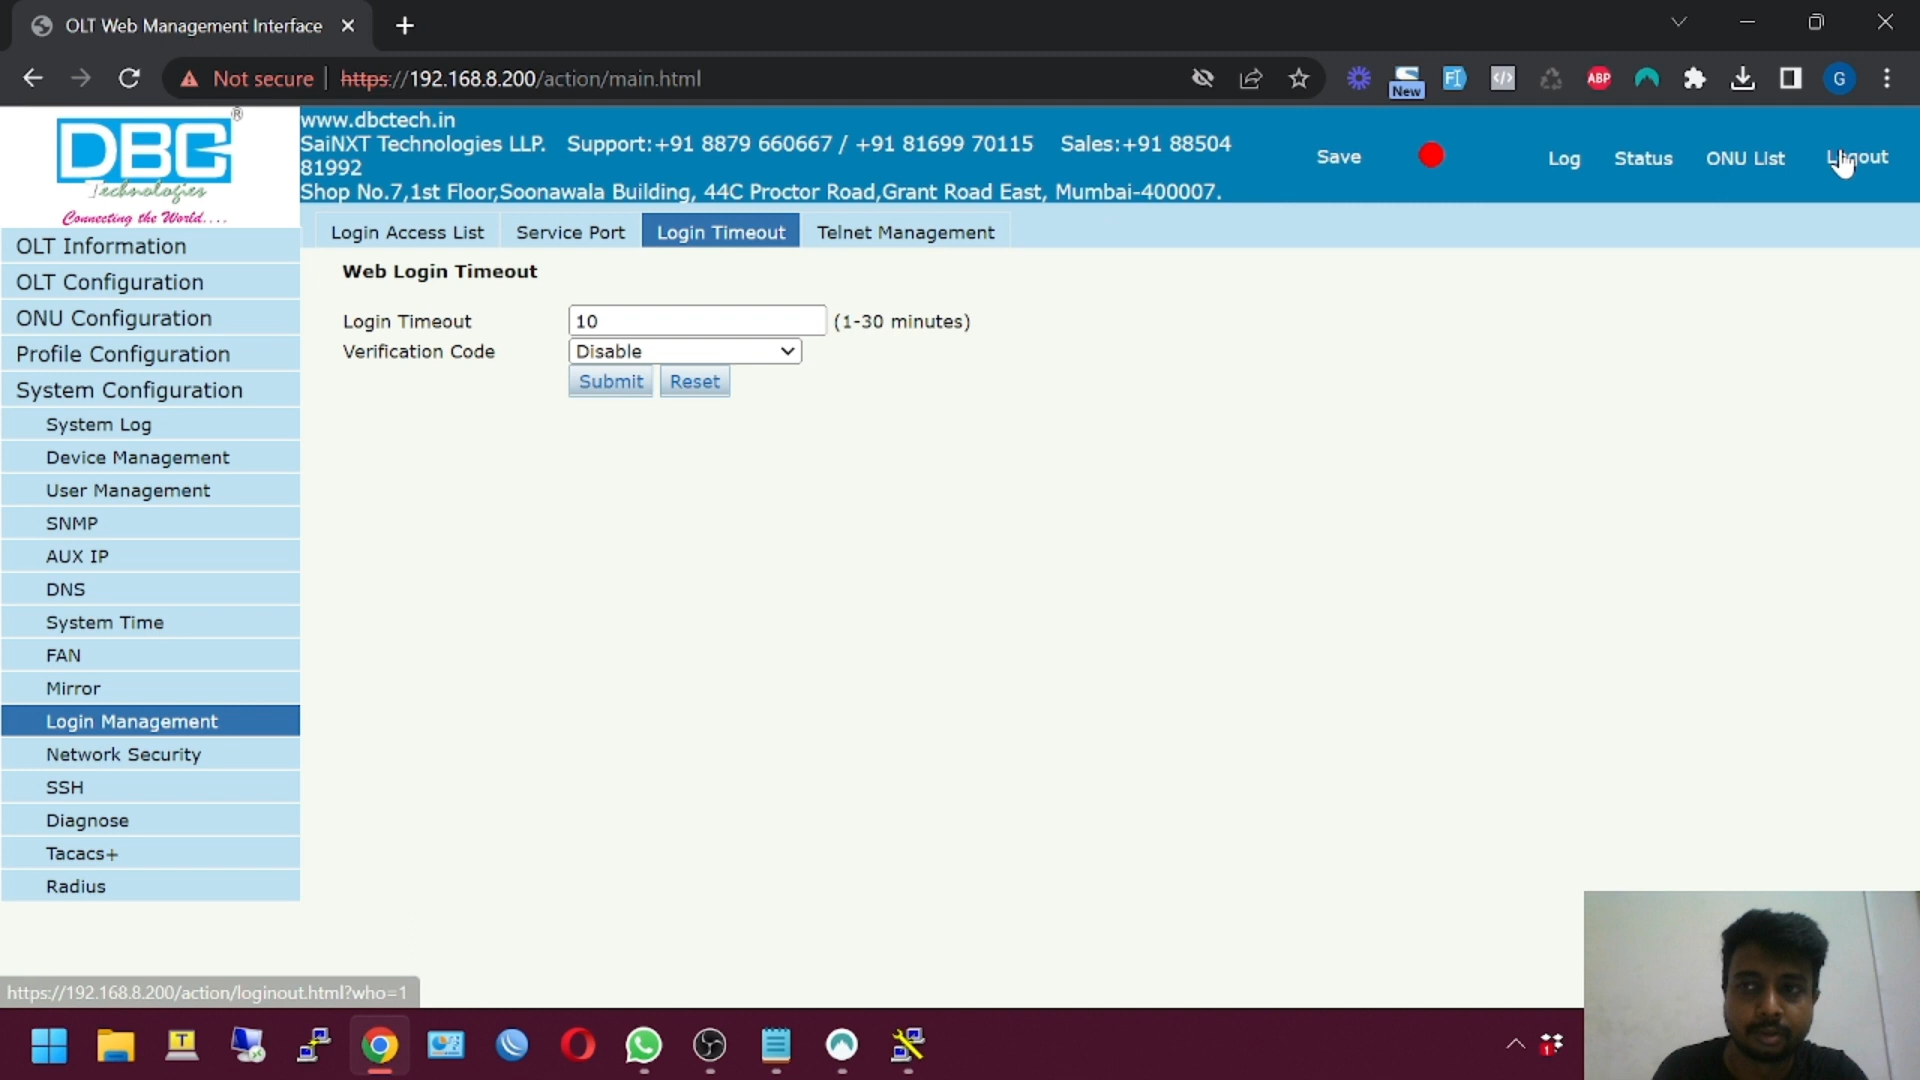 OLT Web Management Interface
Not secure
https://192.168.8.200/action/main.html
New
ABP
G
DBC
®
Technologies
Connecting the World....
www.dbctech.in
SaiNXT Technologies LLP. Support:+91 8879 660667 / +91 81699 70115 Sales:+91 88504
81992
Shop No.7,1st Floor,Soonawala Building, 44C Proctor Road,Grant Road East, Mumbai-400007.
Save
Log
Status
ONU List
Logout
OLT Information
OLT Configuration
ONU Configuration
Profile Configuration
System Configuration
System Log
Device Management
User Management
SNMP
AUX IP
DNS
System Time
FAN
Mirror
Login Management
Network Security
SSH
Diagnose
Tacacs+
Radius
Login Access List
Service Port
Login Timeout
Telnet Management
Web Login Timeout
Login Timeout 10 (1-30 minutes)
Verification Code Disable
Submit Reset
https://192.168.8.200/action/loginout.html?who=1
T
1